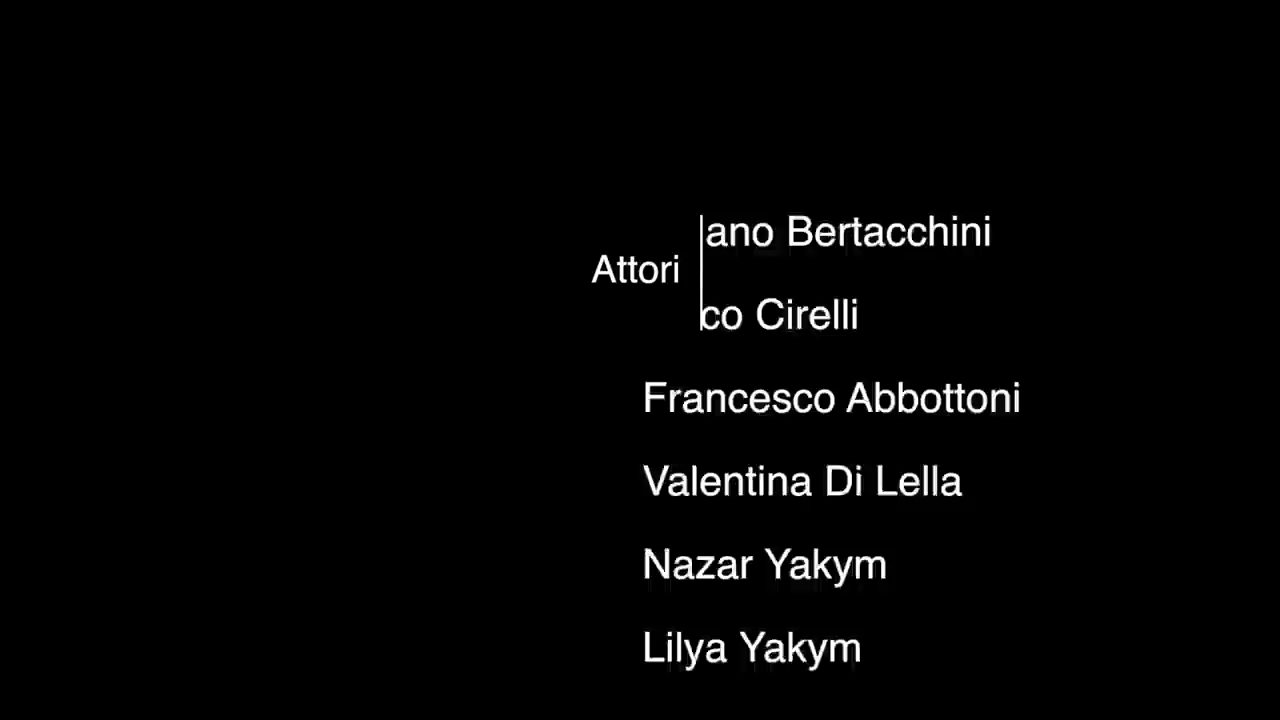 Attori
ano Bertacchini
co Cirelli
Francesco Abbottoni
Valentina Di Lella
Nazar Yakym
Lilya Yakym